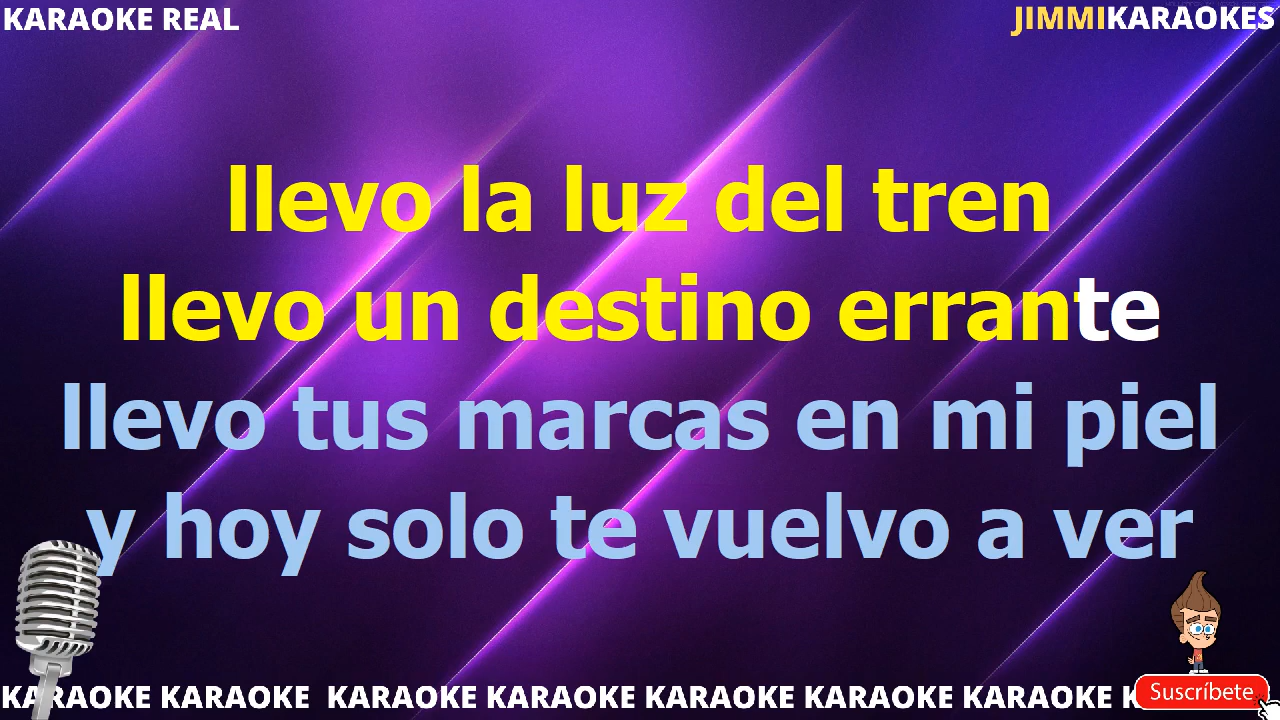 KARAOKE REAL
JIMMIKARAOKES
llevo la luz del tren
llevo un destino errante
llevo tus marcas en mi piel
y hoy solo te vuelvo a ver
KARAOKE KARAOKE KARAOKE KARAOKE KARAOKE KARAOKE KARAOKE K
Suscríbete